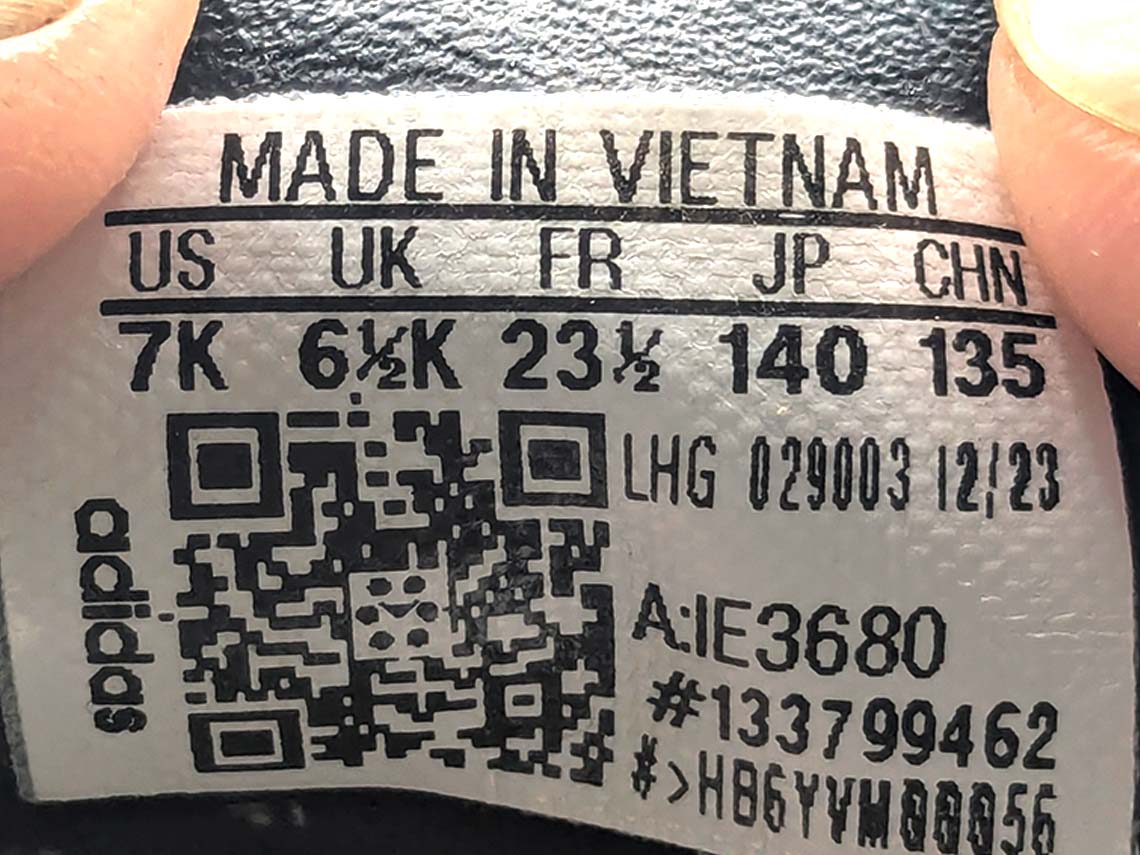 MADE IN VIETNAM
US UK FR JP CHN
7K 6½K 23½ 140 135
LHG 029003 12/23
adidas
A:IE3680
#133799462
#>HB6YVM00056